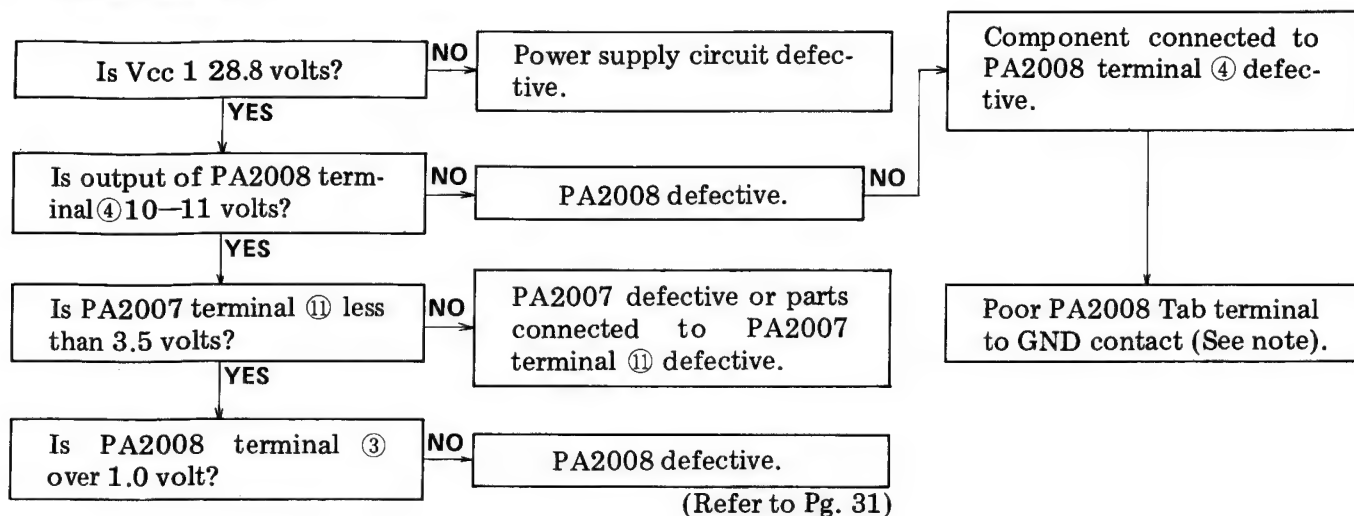 Is Vcc 1 28.8 volts?
NO
Power supply circuit defec-
tive.
NO
Component connected to
PA2008 terminal ④ defec-
tive.
YES
Is output of PA2008 term-
inal ④ 10—11 volts?
NO
PA2008 defective.
YES
Is PA2007 terminal ⑪ less
than 3.5 volts?
NO
PA2007 defective or parts
connected to PA2007
terminal ⑪ defective.
Poor PA2008 Tab terminal
to GND contact (See note).
YES
Is PA2008 terminal ③
over 1.0 volt?
NO
PA2008 defective.
(Refer to Pg. 31)